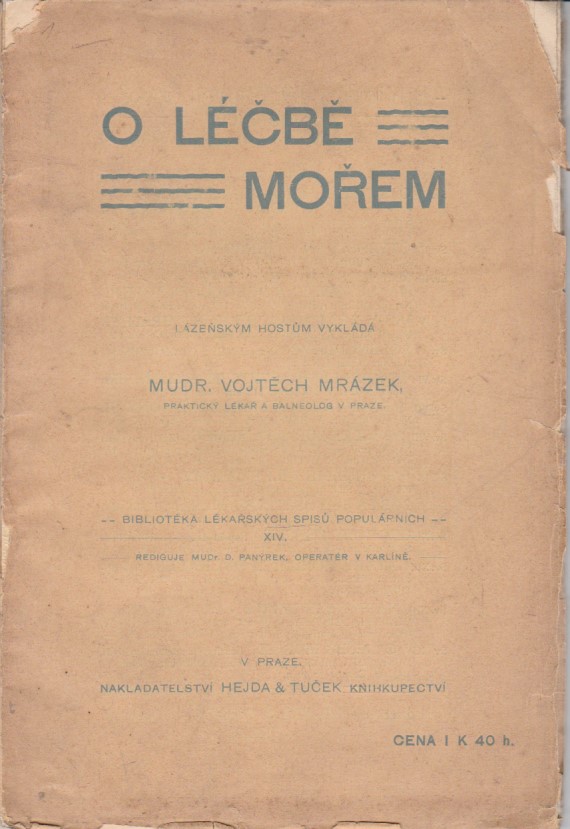 O LÉČBĚ
MOŘEM
LÁZEŇSKÝM HOSTŮM VYKLÁDÁ
MUDR. VOJTĚCH MRÁZEK,
PRAKTICKÝ LÉKAŘ A BALNEOLOG V PRAZE.
-- BIBLIOTÉKA LÉKAŘSKÝCH SPISŮ POPULÁRNÍCH --
XIV.
REDIGUJE MUDr. D. PANÝREK, OPERATÉR V KARLÍNĚ.
V PRAZE.
NAKLADATELSTVÍ HEJDA & TUČEK KNIHKUPECTVÍ
CENA 1 K 40 h.